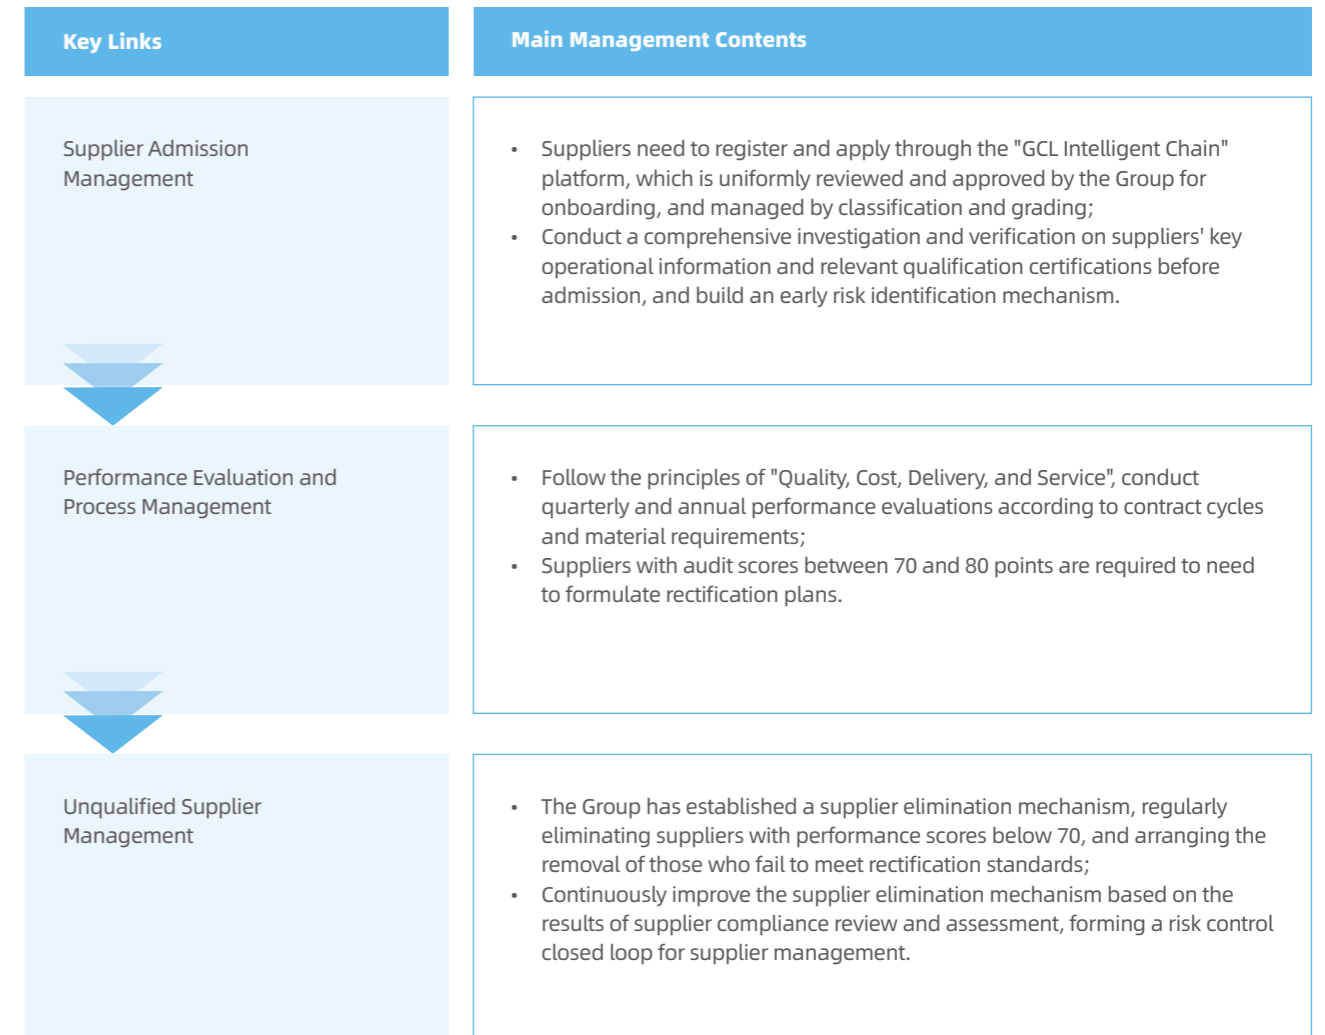 Key Links
Main Management Contents
Supplier Admission
Management
• Suppliers need to register and apply through the "GCL Intelligent Chain"
platform, which is uniformly reviewed and approved by the Group for
onboarding, and managed by classification and grading;
• Conduct a comprehensive investigation and verification on suppliers' key
operational information and relevant qualification certifications before
admission, and build an early risk identification mechanism.
Performance Evaluation and
Process Management
• Follow the principles of "Quality, Cost, Delivery, and Service", conduct
quarterly and annual performance evaluations according to contract cycles
and material requirements;
• Suppliers with audit scores between 70 and 80 points are required to need
to formulate rectification plans.
Unqualified Supplier
Management
• The Group has established a supplier elimination mechanism, regularly
eliminating suppliers with performance scores below 70, and arranging the
removal of those who fail to meet rectification standards;
• Continuously improve the supplier elimination mechanism based on the
results of supplier compliance review and assessment, forming a risk control
closed loop for supplier management.